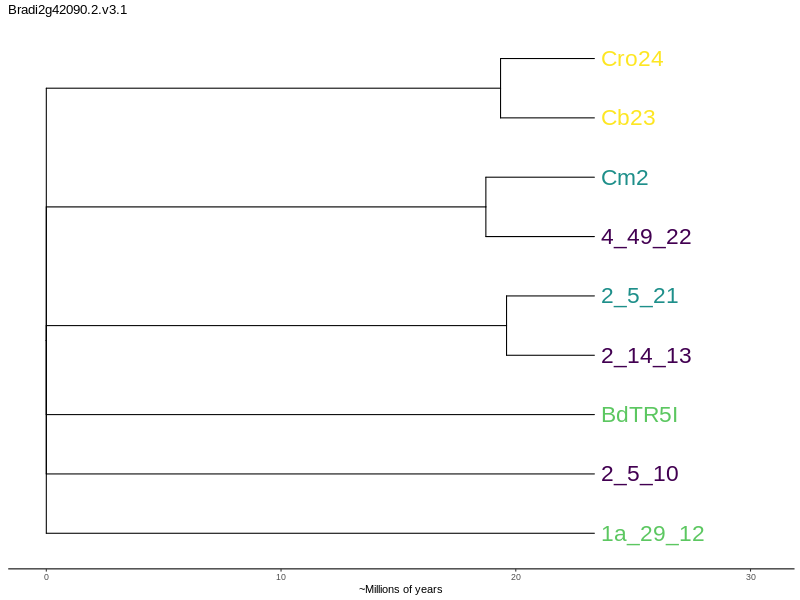 Bradi2g42090.2.v3.1
Cro24
Cb23
Cm2
4_49_22
2_5_21
2_14_13
BdTR5I
2_5_10
1a_29_12
0 10 20 30
~Millions of years